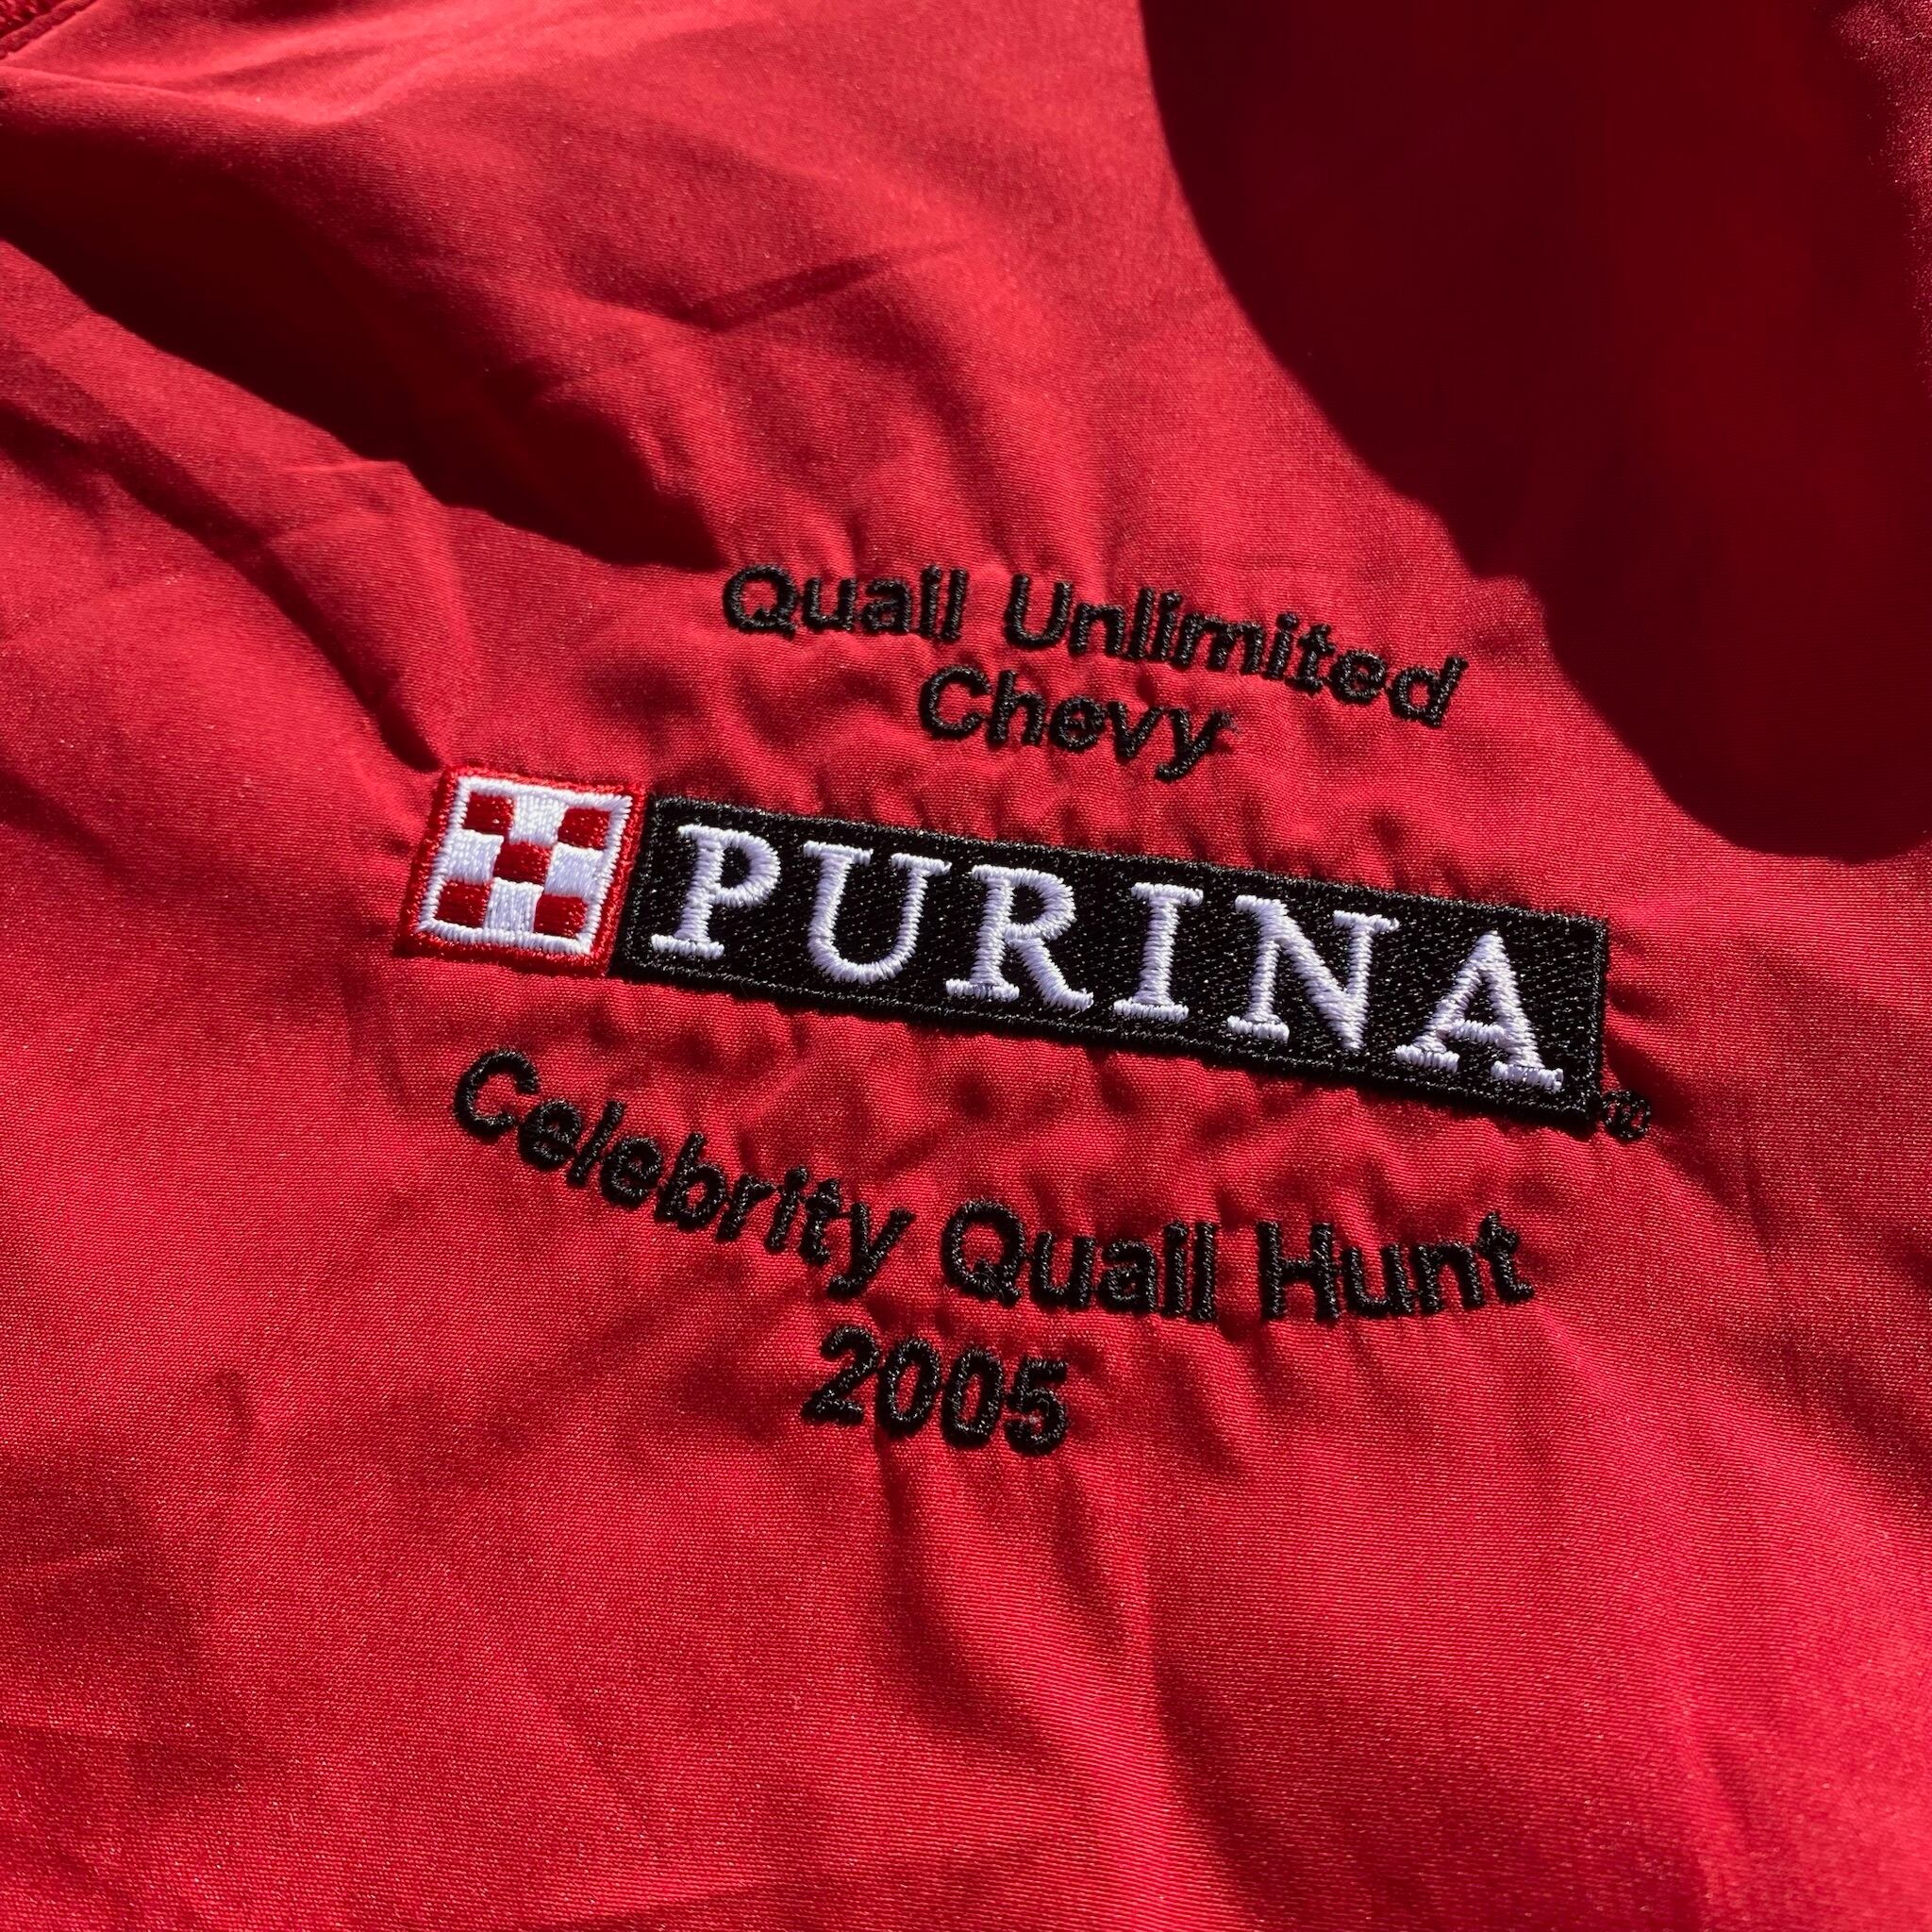 Quail Unlimited
Chevy
PURINA®
Celebrity Quail Hunt
2005